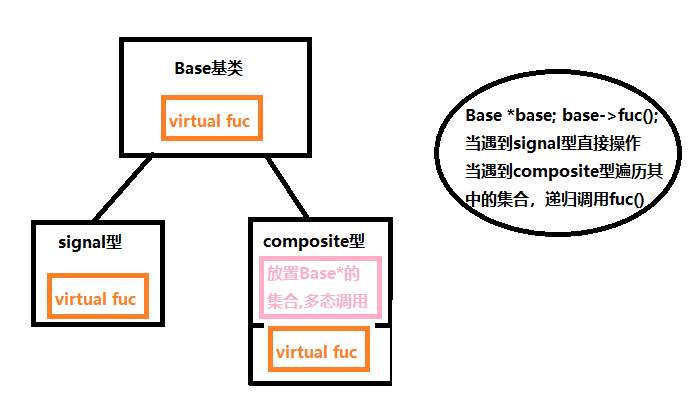 Base基类
virtual fuc
Base *base; base->fuc();
当遇到signal型直接操作
当遇到composite型遍历其
中的集合，递归调用fuc()
signal型
virtual fuc
composite型
放置Base*的
集合,多态调用
virtual fuc